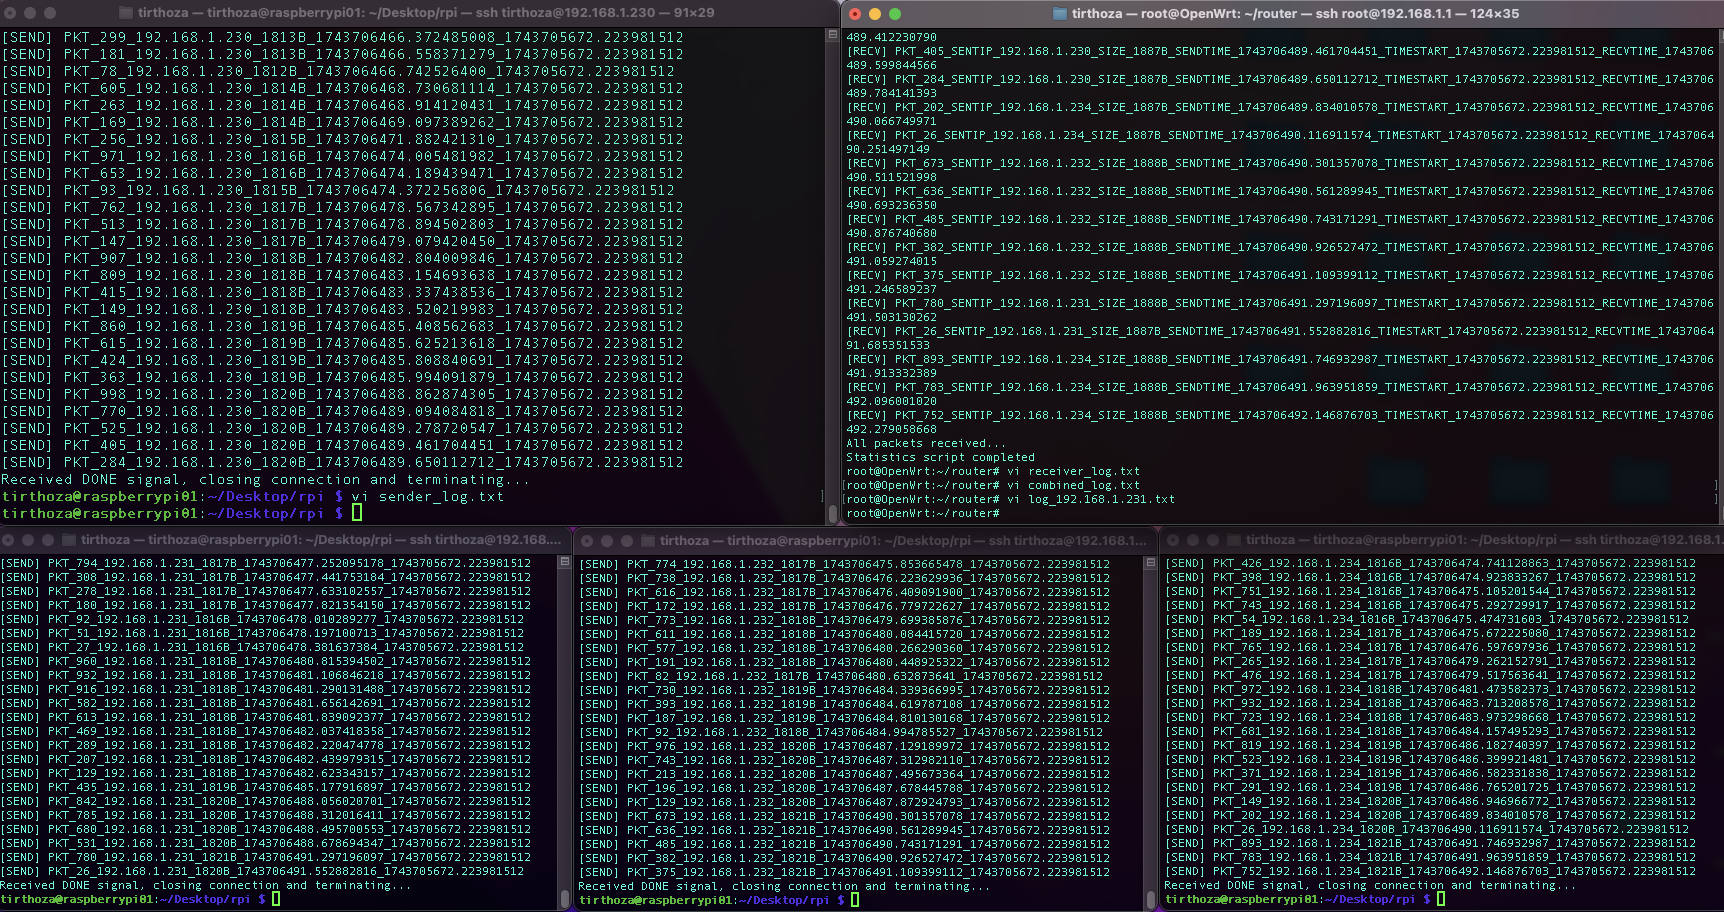 tirthoza — tirthoza@raspberrypi01: ~/Desktop/rpi — ssh tirthoza@192.168.1.230 — 91×29
[SEND] PKT_299_192.168.1.230_1813B_1743706466.372485008_1743705672.223981512
[SEND] PKT_181_192.168.1.230_1813B_1743706466.558371279_1743705672.223981512
[SEND] PKT_78_192.168.1.230_1812B_1743706466.742526400_1743705672.223981512
[SEND] PKT_605_192.168.1.230_1814B_1743706468.730681114_1743705672.223981512
[SEND] PKT_263_192.168.1.230_1814B_1743706468.914120431_1743705672.223981512
[SEND] PKT_169_192.168.1.230_1814B_1743706469.097389262_1743705672.223981512
[SEND] PKT_256_192.168.1.230_1815B_1743706471.882421310_1743705672.223981512
[SEND] PKT_971_192.168.1.230_1816B_1743706474.005481982_1743705672.223981512
[SEND] PKT_653_192.168.1.230_1816B_1743706474.189439471_1743705672.223981512
[SEND] PKT_93_192.168.1.230_1815B_1743706474.372256806_1743705672.223981512
[SEND] PKT_762_192.168.1.230_1817B_1743706478.567342895_1743705672.223981512
[SEND] PKT_513_192.168.1.230_1817B_1743706478.894502803_1743705672.223981512
[SEND] PKT_147_192.168.1.230_1817B_1743706479.079420450_1743705672.223981512
[SEND] PKT_907_192.168.1.230_1818B_1743706482.804009846_1743705672.223981512
[SEND] PKT_809_192.168.1.230_1818B_1743706483.154693638_1743705672.223981512
[SEND] PKT_415_192.168.1.230_1818B_1743706483.337438536_1743705672.223981512
[SEND] PKT_149_192.168.1.230_1818B_1743706483.520219983_1743705672.223981512
[SEND] PKT_860_192.168.1.230_1819B_1743706485.408562683_1743705672.223981512
[SEND] PKT_615_192.168.1.230_1819B_1743706485.625213618_1743705672.223981512
[SEND] PKT_424_192.168.1.230_1819B_1743706485.808840691_1743705672.223981512
[SEND] PKT_363_192.168.1.230_1819B_1743706485.994091879_1743705672.223981512
[SEND] PKT_998_192.168.1.230_1820B_1743706488.862874305_1743705672.223981512
[SEND] PKT_770_192.168.1.230_1820B_1743706489.094084818_1743705672.223981512
[SEND] PKT_525_192.168.1.230_1820B_1743706489.278720547_1743705672.223981512
[SEND] PKT_405_192.168.1.230_1820B_1743706489.461704451_1743705672.223981512
[SEND] PKT_284_192.168.1.230_1820B_1743706489.650112712_1743705672.223981512
Received DONE signal, closing connection and terminating...
tirthoza@raspberrypi01:~/Desktop/rpi $ vi sender_log.txt
tirthoza@raspberrypi01:~/Desktop/rpi $
tirthoza — root@OpenWrt: ~/router — ssh root@192.168.1.1 — 124×35
489.412230790
[RECV] PKT_405_SENTIP_192.168.1.230_SIZE_1887B_SENDTIME_1743706489.461704451_TIMESTART_1743705672.223981512_RECVTIME_1743706
489.599844566
[RECV] PKT_284_SENTIP_192.168.1.230_SIZE_1887B_SENDTIME_1743706489.650112712_TIMESTART_1743705672.223981512_RECVTIME_1743706
489.784141393
[RECV] PKT_202_SENTIP_192.168.1.234_SIZE_1887B_SENDTIME_1743706489.834010578_TIMESTART_1743705672.223981512_RECVTIME_1743706
490.066749971
[RECV] PKT_26_SENTIP_192.168.1.234_SIZE_1887B_SENDTIME_1743706490.116911574_TIMESTART_1743705672.223981512_RECVTIME_17437064
90.251497149
[RECV] PKT_673_SENTIP_192.168.1.232_SIZE_1888B_SENDTIME_1743706490.301357078_TIMESTART_1743705672.223981512_RECVTIME_1743706
490.511521998
[RECV] PKT_636_SENTIP_192.168.1.232_SIZE_1888B_SENDTIME_1743706490.561289945_TIMESTART_1743705672.223981512_RECVTIME_1743706
490.693236350
[RECV] PKT_485_SENTIP_192.168.1.232_SIZE_1888B_SENDTIME_1743706490.743171291_TIMESTART_1743705672.223981512_RECVTIME_1743706
490.876740680
[RECV] PKT_382_SENTIP_192.168.1.232_SIZE_1888B_SENDTIME_1743706490.926527472_TIMESTART_1743705672.223981512_RECVTIME_1743706
491.059274015
[RECV] PKT_375_SENTIP_192.168.1.232_SIZE_1888B_SENDTIME_1743706491.109399112_TIMESTART_1743705672.223981512_RECVTIME_1743706
491.246589237
[RECV] PKT_780_SENTIP_192.168.1.231_SIZE_1888B_SENDTIME_1743706491.297196097_TIMESTART_1743705672.223981512_RECVTIME_1743706
491.503130262
[RECV] PKT_26_SENTIP_192.168.1.231_SIZE_1887B_SENDTIME_1743706491.552882816_TIMESTART_1743705672.223981512_RECVTIME_17437064
91.685351533
[RECV] PKT_893_SENTIP_192.168.1.234_SIZE_1888B_SENDTIME_1743706491.746932987_TIMESTART_1743705672.223981512_RECVTIME_1743706
491.913332389
[RECV] PKT_783_SENTIP_192.168.1.234_SIZE_1888B_SENDTIME_1743706491.963951859_TIMESTART_1743705672.223981512_RECVTIME_1743706
492.096001020
[RECV] PKT_752_SENTIP_192.168.1.234_SIZE_1888B_SENDTIME_1743706492.146876703_TIMESTART_1743705672.223981512_RECVTIME_1743706
492.279058668
All packets received...
Statistics script completed
root@OpenWrt:~/router# vi receiver_log.txt
root@OpenWrt:~/router# vi combined_log.txt
root@OpenWrt:~/router# vi log_192.168.1.231.txt
root@OpenWrt:~/router#
tirthoza — tirthoza@raspberrypi01: ~/Desktop/rpi — ssh tirthoza@192.168....
[SEND] PKT_794_192.168.1.231_1817B_1743706477.252095178_1743705672.223981512
[SEND] PKT_308_192.168.1.231_1817B_1743706477.441753184_1743705672.223981512
[SEND] PKT_278_192.168.1.231_1817B_1743706477.633102557_1743705672.223981512
[SEND] PKT_180_192.168.1.231_1817B_1743706477.821354150_1743705672.223981512
[SEND] PKT_92_192.168.1.231_1816B_1743706478.010289277_1743705672.223981512
[SEND] PKT_51_192.168.1.231_1816B_1743706478.197100713_1743705672.223981512
[SEND] PKT_27_192.168.1.231_1816B_1743706478.381637384_1743705672.223981512
[SEND] PKT_960_192.168.1.231_1818B_1743706480.815394502_1743705672.223981512
[SEND] PKT_932_192.168.1.231_1818B_1743706481.106846218_1743705672.223981512
[SEND] PKT_916_192.168.1.231_1818B_1743706481.290131488_1743705672.223981512
[SEND] PKT_582_192.168.1.231_1818B_1743706481.656142691_1743705672.223981512
[SEND] PKT_613_192.168.1.231_1818B_1743706481.839092377_1743705672.223981512
[SEND] PKT_469_192.168.1.231_1818B_1743706482.037418358_1743705672.223981512
[SEND] PKT_289_192.168.1.231_1818B_1743706482.220474778_1743705672.223981512
[SEND] PKT_207_192.168.1.231_1818B_1743706482.439979315_1743705672.223981512
[SEND] PKT_129_192.168.1.231_1818B_1743706482.623343157_1743705672.223981512
[SEND] PKT_435_192.168.1.231_1819B_1743706485.177916897_1743705672.223981512
[SEND] PKT_842_192.168.1.231_1820B_1743706488.056020701_1743705672.223981512
[SEND] PKT_785_192.168.1.231_1820B_1743706488.312016411_1743705672.223981512
[SEND] PKT_680_192.168.1.231_1820B_1743706488.495700553_1743705672.223981512
[SEND] PKT_531_192.168.1.231_1820B_1743706488.678694347_1743705672.223981512
[SEND] PKT_780_192.168.1.231_1821B_1743706491.297196097_1743705672.223981512
[SEND] PKT_26_192.168.1.231_1820B_1743706491.552882816_1743705672.223981512
Received DONE signal, closing connection and terminating...
tirthoza@raspberrypi01:~/Desktop/rpi $
tirthoza — tirthoza@raspberrypi01: ~/Desktop/rpi — ssh tirthoza@192.168.1...
[SEND] PKT_774_192.168.1.232_1817B_1743706475.853665478_1743705672.223981512
[SEND] PKT_738_192.168.1.232_1817B_1743706476.223629936_1743705672.223981512
[SEND] PKT_616_192.168.1.232_1817B_1743706476.409091900_1743705672.223981512
[SEND] PKT_172_192.168.1.232_1817B_1743706476.779722627_1743705672.223981512
[SEND] PKT_773_192.168.1.232_1818B_1743706479.699385876_1743705672.223981512
[SEND] PKT_611_192.168.1.232_1818B_1743706480.084415720_1743705672.223981512
[SEND] PKT_577_192.168.1.232_1818B_1743706480.266290360_1743705672.223981512
[SEND] PKT_191_192.168.1.232_1818B_1743706480.448925322_1743705672.223981512
[SEND] PKT_82_192.168.1.232_1817B_1743706480.632873641_1743705672.223981512
[SEND] PKT_730_192.168.1.232_1819B_1743706484.339366995_1743705672.223981512
[SEND] PKT_393_192.168.1.232_1819B_1743706484.619787108_1743705672.223981512
[SEND] PKT_187_192.168.1.232_1819B_1743706484.810130168_1743705672.223981512
[SEND] PKT_92_192.168.1.232_1818B_1743706484.994785527_1743705672.223981512
[SEND] PKT_976_192.168.1.232_1820B_1743706487.129189972_1743705672.223981512
[SEND] PKT_743_192.168.1.232_1820B_1743706487.312982110_1743705672.223981512
[SEND] PKT_213_192.168.1.232_1820B_1743706487.495673364_1743705672.223981512
[SEND] PKT_196_192.168.1.232_1820B_1743706487.678445788_1743705672.223981512
[SEND] PKT_129_192.168.1.232_1820B_1743706487.872924793_1743705672.223981512
[SEND] PKT_673_192.168.1.232_1821B_1743706490.301357078_1743705672.223981512
[SEND] PKT_636_192.168.1.232_1821B_1743706490.561289945_1743705672.223981512
[SEND] PKT_485_192.168.1.232_1821B_1743706490.743171291_1743705672.223981512
[SEND] PKT_382_192.168.1.232_1821B_1743706490.926527472_1743705672.223981512
[SEND] PKT_375_192.168.1.232_1821B_1743706491.109399112_1743705672.223981512
Received DONE signal, closing connection and terminating...
tirthoza@raspberrypi01:~/Desktop/rpi $
tirthoza — tirthoza@raspberrypi01: ~/Desktop/rpi — ssh tirthoza@192.168.1...
[SEND] PKT_426_192.168.1.234_1816B_1743706474.741128863_1743705672.223981512
[SEND] PKT_398_192.168.1.234_1816B_1743706474.923833267_1743705672.223981512
[SEND] PKT_751_192.168.1.234_1816B_1743706475.105201544_1743705672.223981512
[SEND] PKT_743_192.168.1.234_1816B_1743706475.292729917_1743705672.223981512
[SEND] PKT_54_192.168.1.234_1816B_1743706475.474731603_1743705672.223981512
[SEND] PKT_189_192.168.1.234_1817B_1743706475.672225080_1743705672.223981512
[SEND] PKT_765_192.168.1.234_1817B_1743706476.597697936_1743705672.223981512
[SEND] PKT_265_192.168.1.234_1817B_1743706479.262152791_1743705672.223981512
[SEND] PKT_476_192.168.1.234_1817B_1743706479.517563641_1743705672.223981512
[SEND] PKT_972_192.168.1.234_1818B_1743706481.473582373_1743705672.223981512
[SEND] PKT_932_192.168.1.234_1818B_1743706483.713208578_1743705672.223981512
[SEND] PKT_723_192.168.1.234_1818B_1743706483.973298668_1743705672.223981512
[SEND] PKT_681_192.168.1.234_1818B_1743706484.157495293_1743705672.223981512
[SEND] PKT_819_192.168.1.234_1819B_1743706486.182740397_1743705672.223981512
[SEND] PKT_523_192.168.1.234_1819B_1743706486.399921481_1743705672.223981512
[SEND] PKT_371_192.168.1.234_1819B_1743706486.582331838_1743705672.223981512
[SEND] PKT_291_192.168.1.234_1819B_1743706486.765201725_1743705672.223981512
[SEND] PKT_149_192.168.1.234_1820B_1743706486.946966772_1743705672.223981512
[SEND] PKT_202_192.168.1.234_1820B_1743706489.834010578_1743705672.223981512
[SEND] PKT_26_192.168.1.234_1820B_1743706490.116911574_1743705672.223981512
[SEND] PKT_893_192.168.1.234_1821B_1743706491.746932987_1743705672.223981512
[SEND] PKT_783_192.168.1.234_1821B_1743706491.963951859_1743705672.223981512
[SEND] PKT_752_192.168.1.234_1821B_1743706492.146876703_1743705672.223981512
Received DONE signal, closing connection and terminating...
tirthoza@raspberrypi01:~/Desktop/rpi $